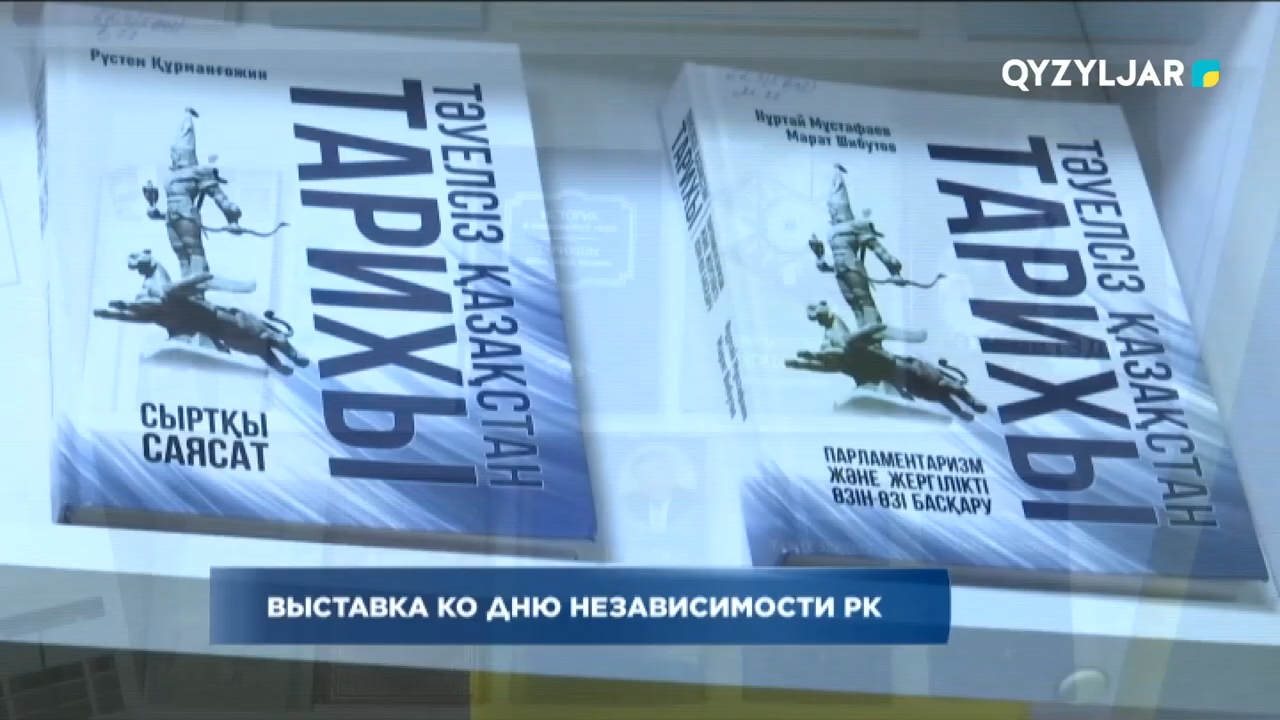 QYZYLJAR
Рүстем Құрманғожин
ТӘУЕЛСІЗ ҚАЗАҚСТАН
ТАРИХЫ
СЫРТҚЫ
САЯСАТ
Нұртай Мұстафаев
Марат Шибутов
ТӘУЕЛСІЗ ҚАЗАҚСТАН
ТАРИХЫ
ПАРЛАМЕНТАРИЗМ
ЖӘНЕ ЖЕРГІЛІКТІ
ӨЗІН-ӨЗІ БАСҚАРУ
ТАРИХЫ
ВЫСТАВКА КО ДНЮ НЕЗАВИСИМОСТИ РК